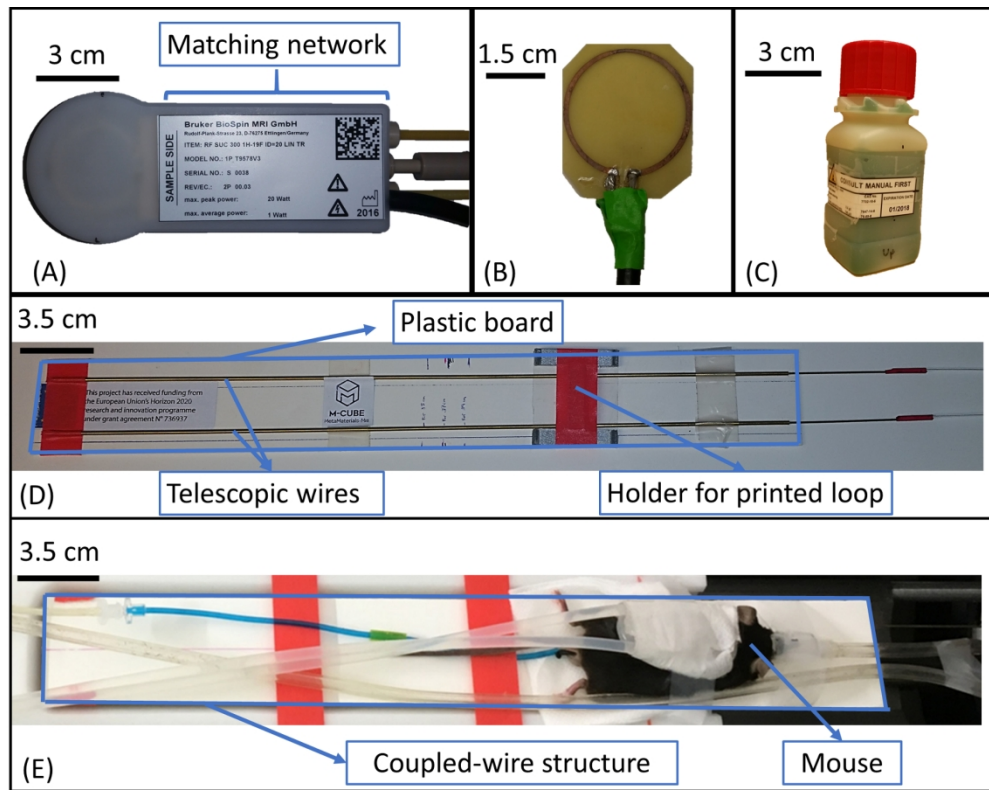 3 cm
Matching network
SAMPLE SIDE
Bruker BioSpin MRI GmbH
Rudolf-Plank-Strasse 23, D-76275 Ettlingen/Germany
ITEM: RF SUC 300 1H-19F ID=20 LIN TR
MODEL NO.: 1P T9578V3
SERIAL NO.: S 0038
REV/EC.: 2P 00.03
max. peak power: 20 Watt
max. average power: 1 Watt
2016
(A)
1.5 cm
(B)
3 cm
CONSULT MANUAL FIRST
01/2018
Up
(C)
3.5 cm
Plastic board
This project has received funding from
the European Union's Horizon 2020
research and innovation programme
under grant agreement N° 736937
M-CUBE
Telescopic wires
Holder for printed loop
(D)
3.5 cm
Coupled-wire structure
Mouse
(E)